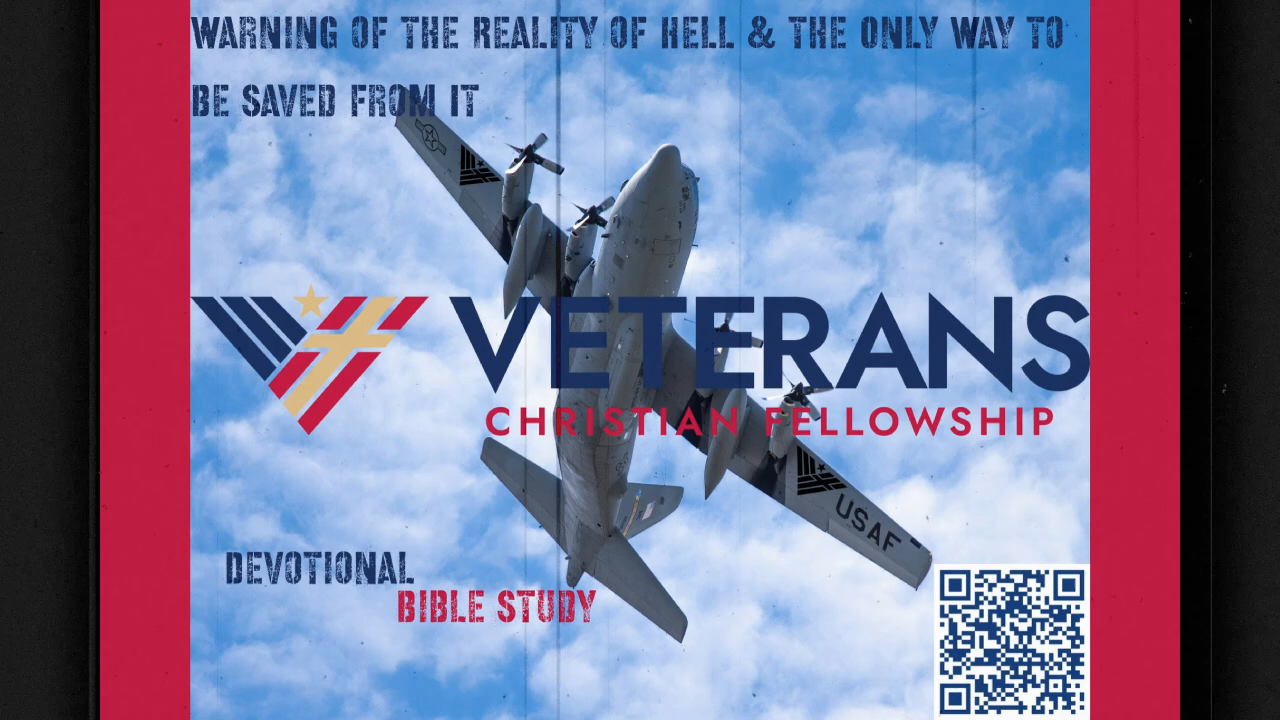 WARNING OF THE REALITY OF HELL & THE ONLY WAY TO
BE SAVED FROM IT
VETERANS
CHRISTIAN FELLOWSHIP
USAF
DEVOTIONAL
BIBLE STUDY